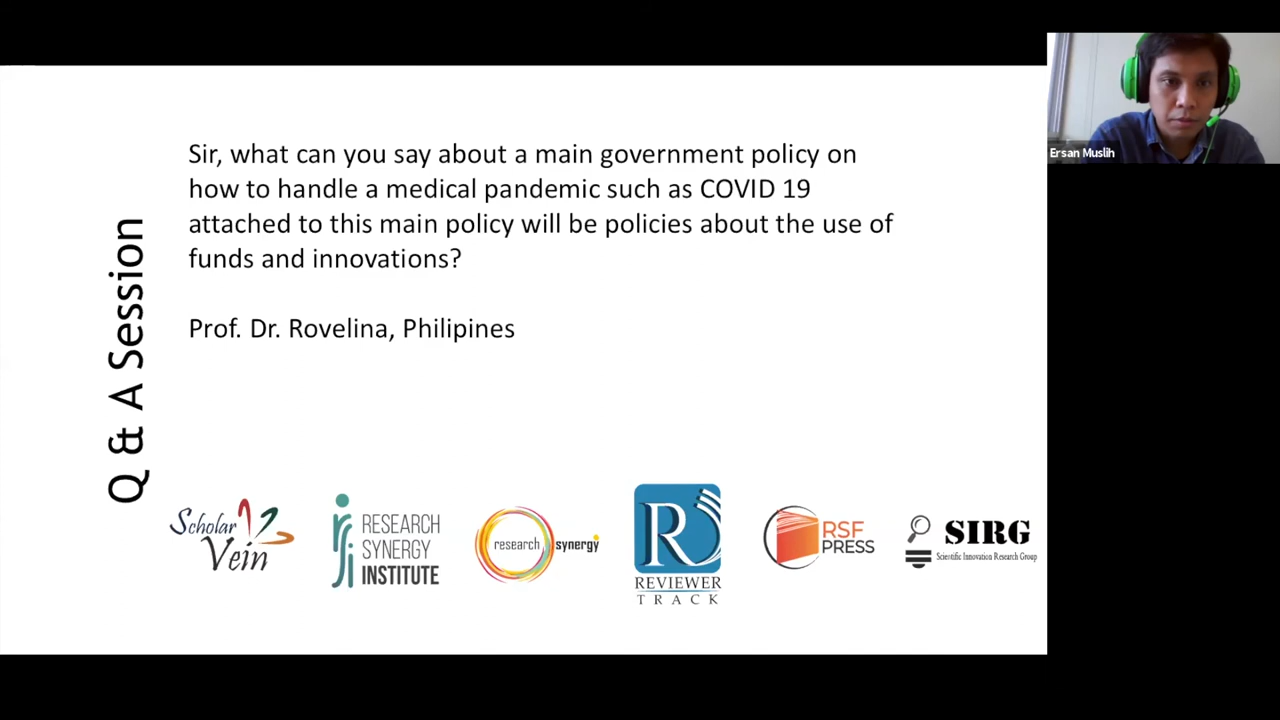 Ersan Muslih
Sir, what can you say about a main government policy on
how to handle a medical pandemic such as COVID 19
attached to this main policy will be policies about the use of
funds and innovations?
Prof. Dr. Rovelina, Philipines
Q & A Session
Scholar
Vein
RESEARCH
SYNERGY
INSTITUTE
research synergy
R
REVIEWER
TRACK
RSF
PRESS
SIRG
Scientific Innovation Research Group